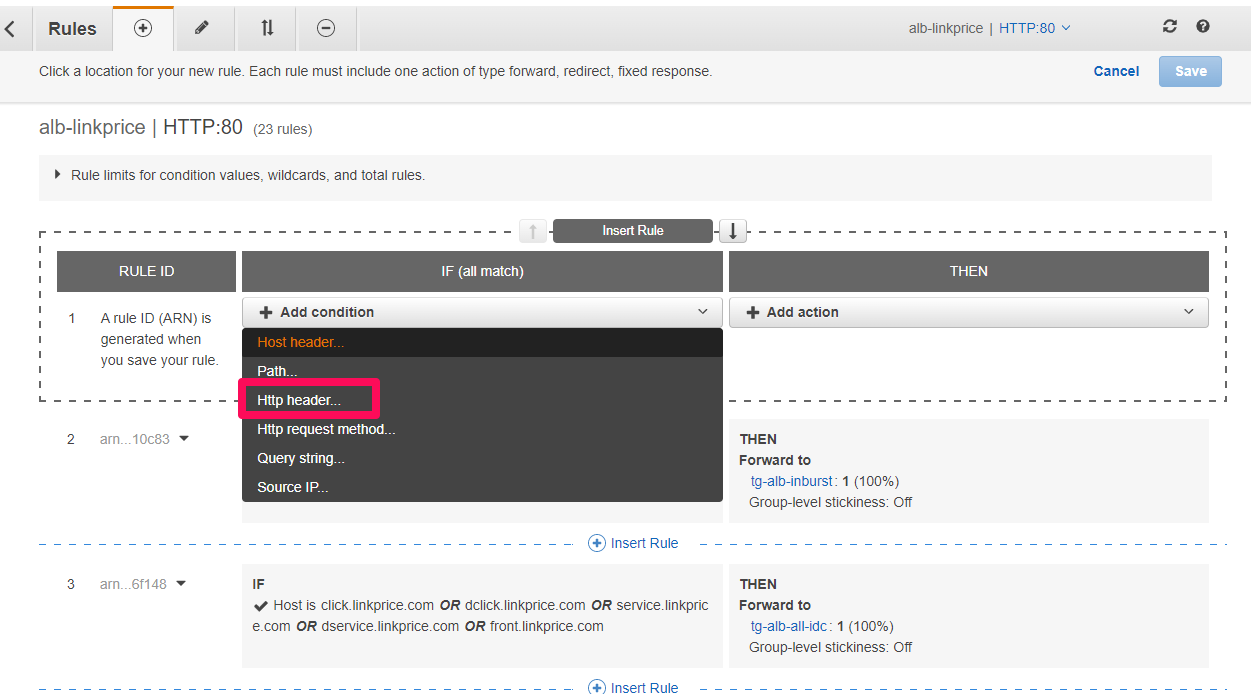 Rules
alb-linkprice | HTTP:80
Click a location for your new rule. Each rule must include one action of type forward, redirect, fixed response.
Cancel
Save
alb-linkprice | HTTP:80 (23 rules)
Rule limits for condition values, wildcards, and total rules.
Insert Rule
RULE ID
IF (all match)
THEN
1
A rule ID (ARN) is
generated when
you save your rule.
Add condition
Add action
Host header...
Path...
Http header...
Http request method...
Query string...
Source IP...
2
arn...10c83
THEN
Forward to
tg-alb-inburst: 1 (100%)
Group-level stickiness: Off
Insert Rule
3
arn...6f148
IF
Host is click.linkprice.com OR dclick.linkprice.com OR service.linkpric
e.com OR dservice.linkprice.com OR front.linkprice.com
THEN
Forward to
tg-alb-all-idc: 1 (100%)
Group-level stickiness: Off
Insert Rule